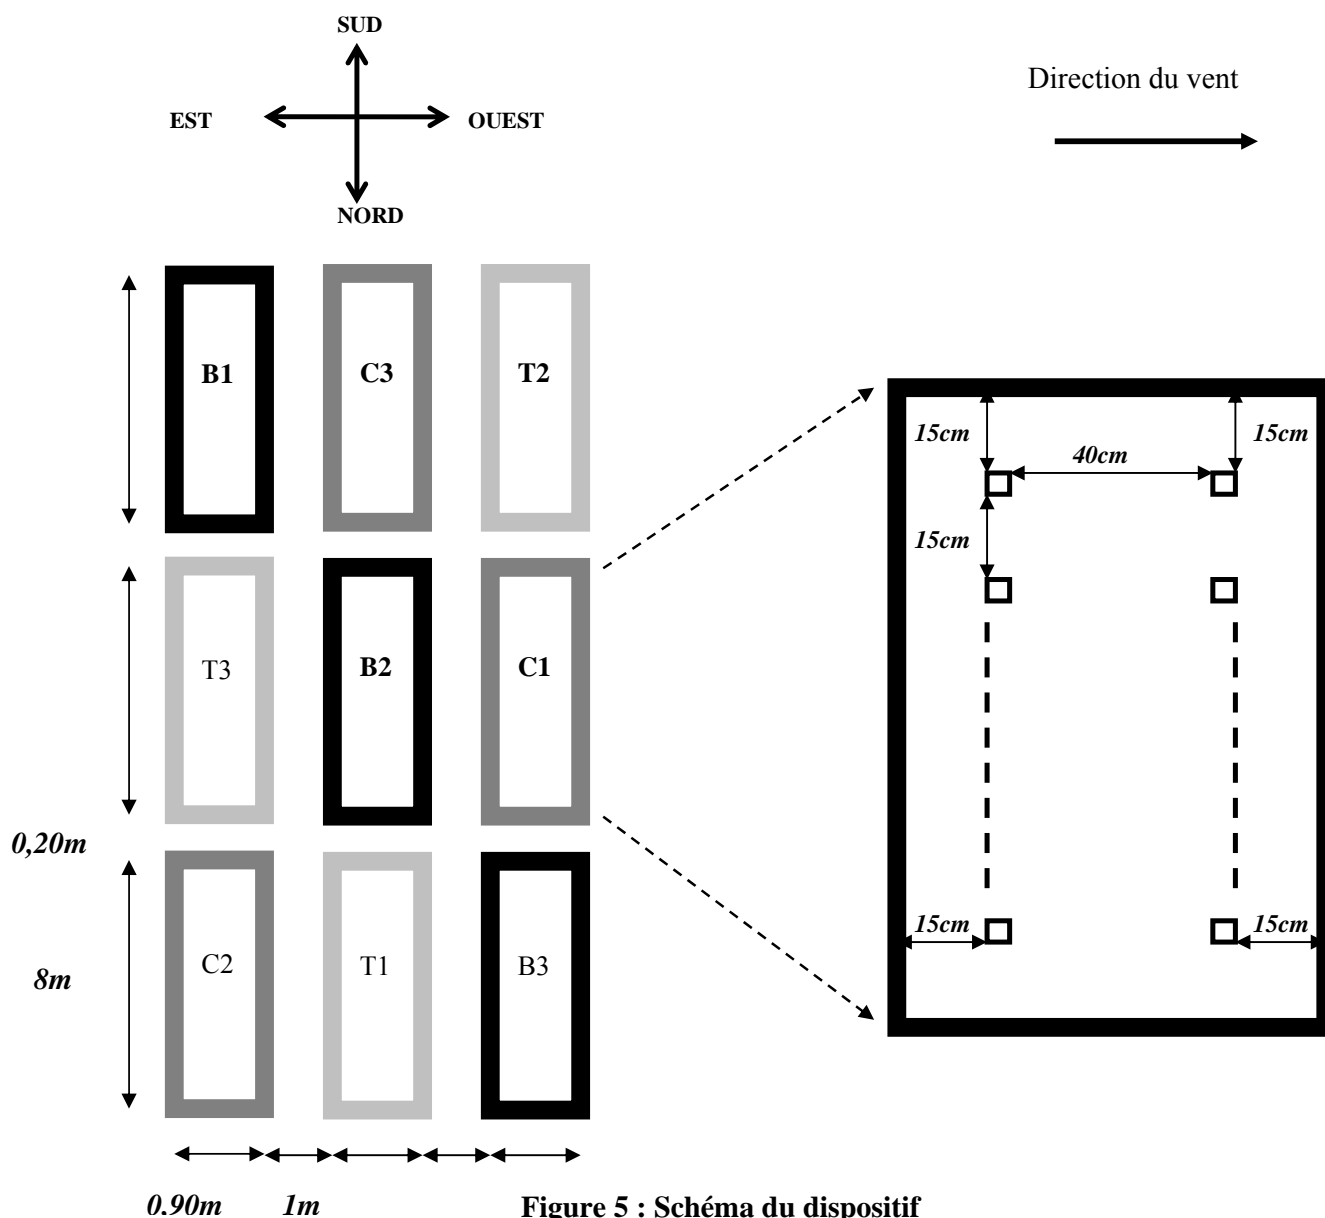 SUD
Direction du vent
EST
OUEST
NORD
B1
C3
T2
15cm
15cm
40cm
15cm
T3
B2
C1
0,20m
15cm
15cm
C2
T1
B3
8m
0,90m
1m
Figure 5 : Schéma du dispositif